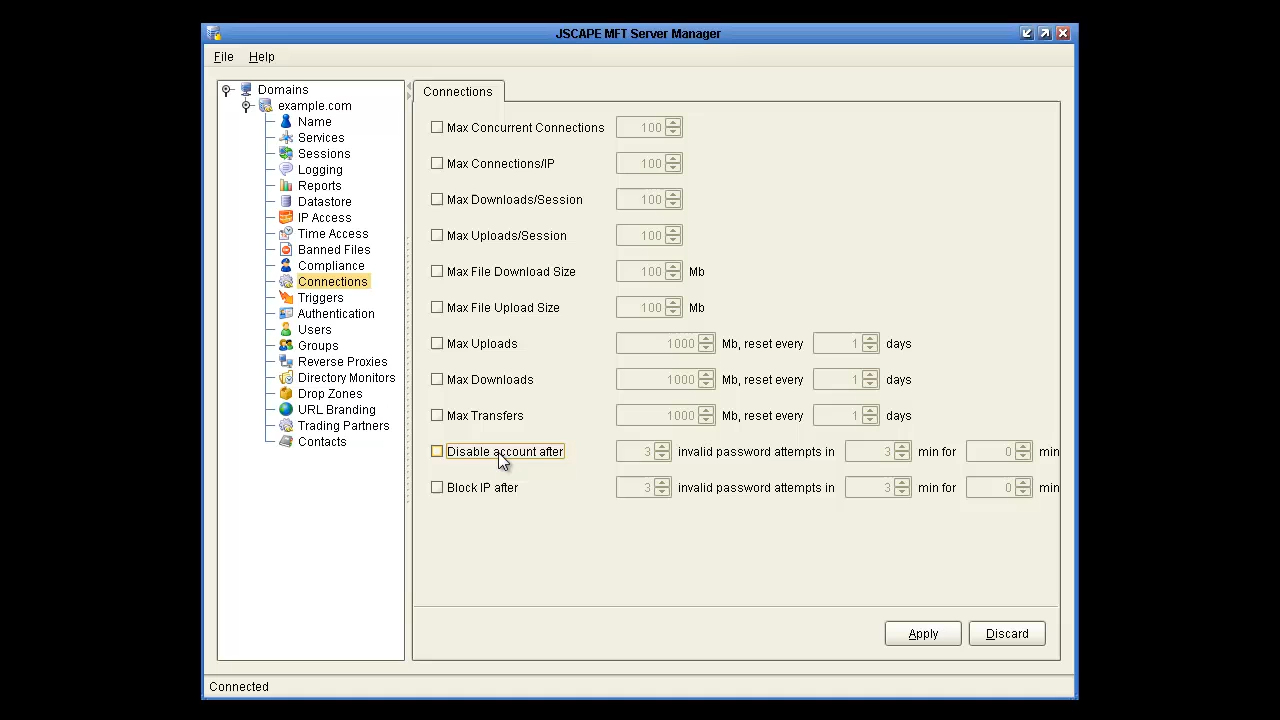 JSCAPE MFT Server Manager
File Help
Domains
example.com
Name
Services
Sessions
Logging
Reports
Datastore
IP Access
Time Access
Banned Files
Compliance
Connections
Triggers
Authentication
Users
Groups
Reverse Proxies
Directory Monitors
Drop Zones
URL Branding
Trading Partners
Contacts
Connections
Max Concurrent Connections 100
Max Connections/IP 100
Max Downloads/Session 100
Max Uploads/Session 100
Max File Download Size 100 Mb
Max File Upload Size 100 Mb
Max Uploads 1000 Mb, reset every 1 days
Max Downloads 1000 Mb, reset every 1 days
Max Transfers 1000 Mb, reset every 1 days
Disable account after 3 invalid password attempts in 3 min for 0 min
Block IP after 3 invalid password attempts in 3 min for 0 min
Apply Discard
Connected